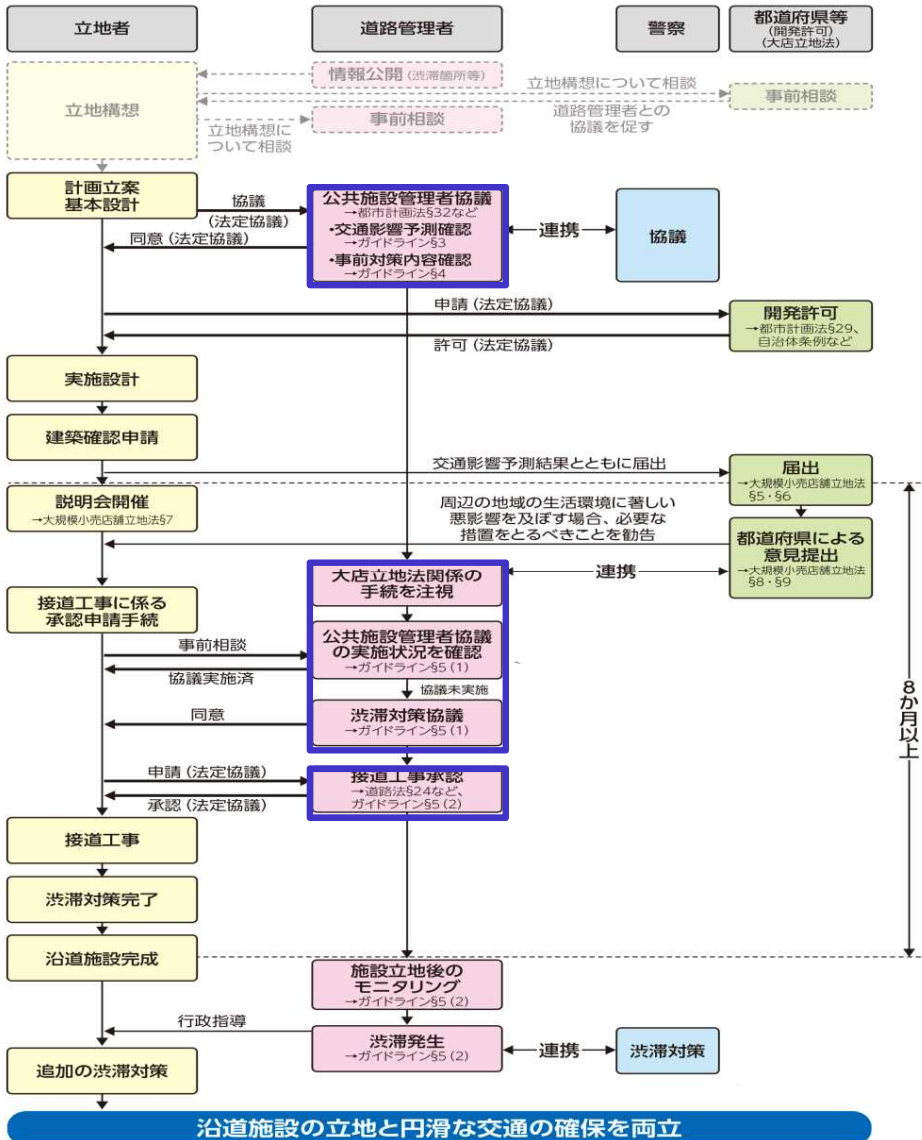 立地者
道路管理者
警察
都道府県等
(開発許可)
(大店立地法)
立地構想
情報公開(渋滞箇所等)
立地構想について相談
事前相談
事前相談
道路管理者との
協議を促す
立地構想に
ついて相談
計画立案
基本設計
協議
(法定協議)
同意(法定協議)
公共施設管理者協議
→都市計画法§32など
・交通影響予測確認
→ガイドライン§3
・事前対策内容確認
→ガイドライン§4
連携
協議
申請(法定協議)
許可(法定協議)
開発許可
→都市計画法§29、
自治体条例など
実施設計
建築確認申請
交通影響予測結果とともに届出
届出
→大規模小売店舗立地法
§5・§6
説明会開催
→大規模小売店舗立地法§7
周辺の地域の生活環境に著しい
悪影響を及ぼす場合、必要な
措置をとるべきことを勧告
都道府県による
意見提出
→大規模小売店舗立地法
§8・§9
大店立地法関係の
手続を注視
連携
接道工事に係る
承認申請手続
事前相談
協議実施済
公共施設管理者協議
の実施状況を確認
→ガイドライン§5(1)
協議未実施
同意
渋滞対策協議
→ガイドライン§5(1)
8か月以上
申請(法定協議)
承認(法定協議)
接道工事承認
→道路法§24など、
ガイドライン§5(2)
接道工事
渋滞対策完了
沿道施設完成
施設立地後の
モニタリング
→ガイドライン§5(2)
行政指導
渋滞発生
→ガイドライン§5(2)
連携
渋滞対策
追加の渋滞対策
沿道施設の立地と円滑な交通の確保を両立